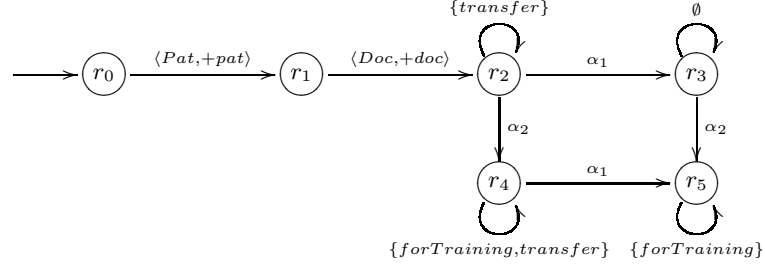 {transfer} ∅
r₀ ⟨Pat,+pat⟩ r₁ ⟨Doc,+doc⟩ r₂ α₁ r₃
α₂ α₂
r₄ α₁ r₅
{forTraining,transfer} {forTraining}